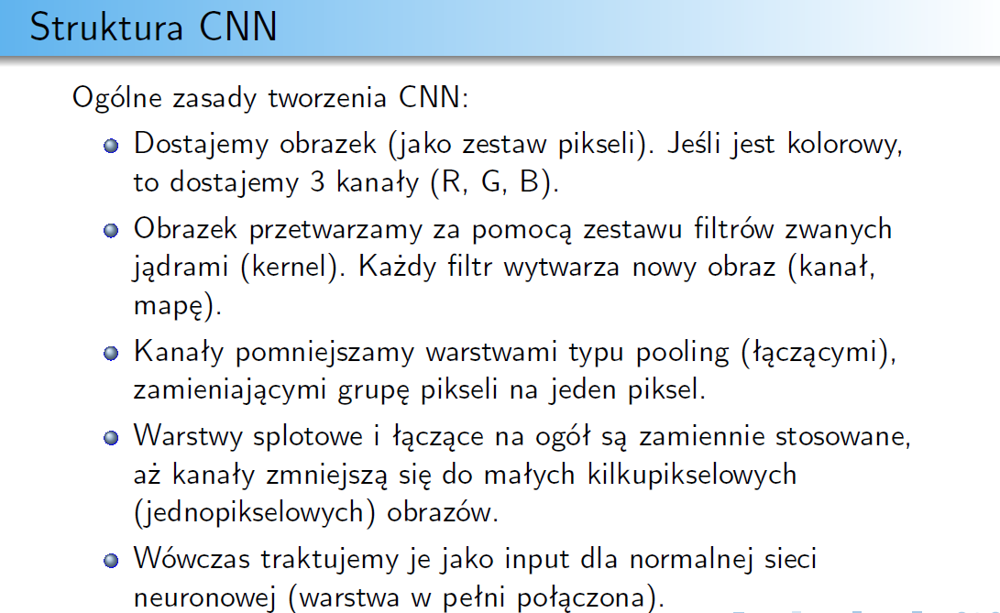 Struktura CNN
Ogólne zasady tworzenia CNN:
Dostajemy obrazek (jako zestaw pikseli). Jeśli jest kolorowy,
to dostajemy 3 kanały (R, G, B).
Obrazek przetwarzamy za pomocą zestawu filtrów zwanych
jądrami (kernel). Każdy filtr wytwarza nowy obraz (kanał,
mapę).
Kanały pomniejszamy warstwami typu pooling (łączącymi),
zamieniającymi grupę pikseli na jeden piksel.
Warstwy splotowe i łączące na ogół są zamiennie stosowane,
aż kanały zmniejszą się do małych kilkupikselowych
(jednopikselowych) obrazów.
Wówczas traktujemy je jako input dla normalnej sieci
neuronowej (warstwa w pełni połączona).